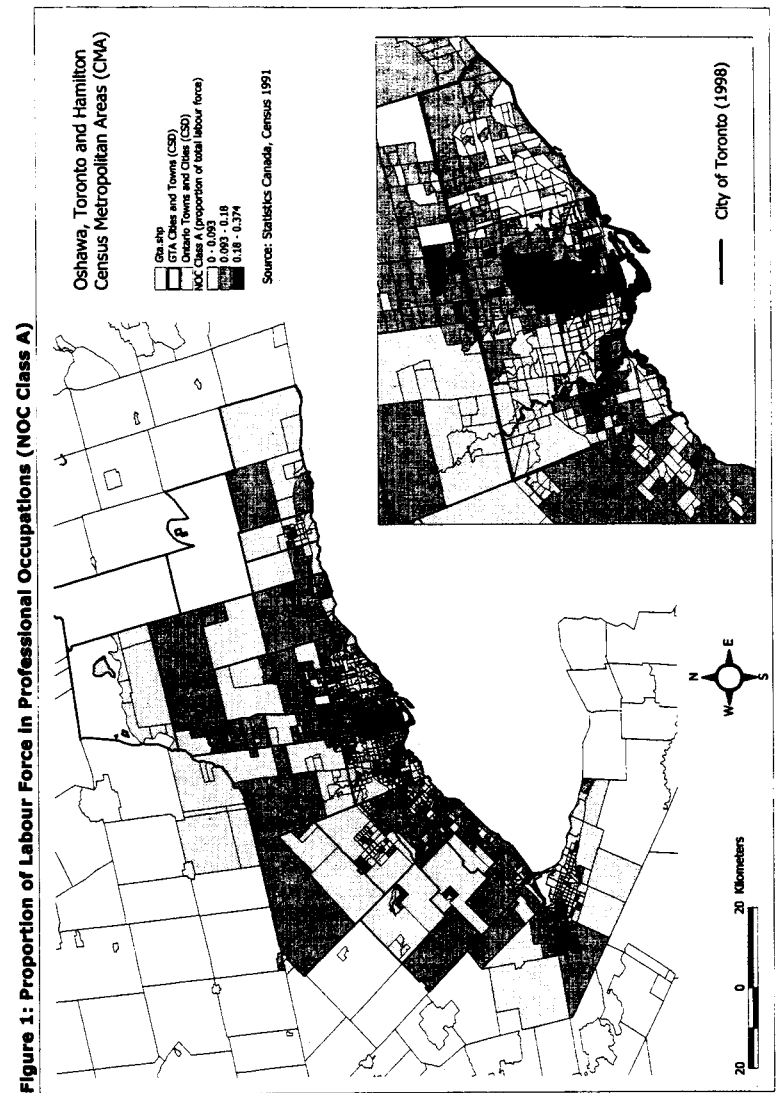 Figure 1: Proportion of Labour Force in Professional Occupations (NOC Class A)
Oshawa, Toronto and Hamilton
Census Metropolitan Areas (CMA)
Gta.shp
GTA Cities and Towns (CSD)
Ontario Towns and Cities (CSD)
NOC Class A (proportion of total labour force)
0 - 0.093
0.093 - 0.18
0.18 - 0.374
Source: Statistics Canada, Census 1991
City of Toronto (1998)
N
W
E
S
20 0 20 Kilometers